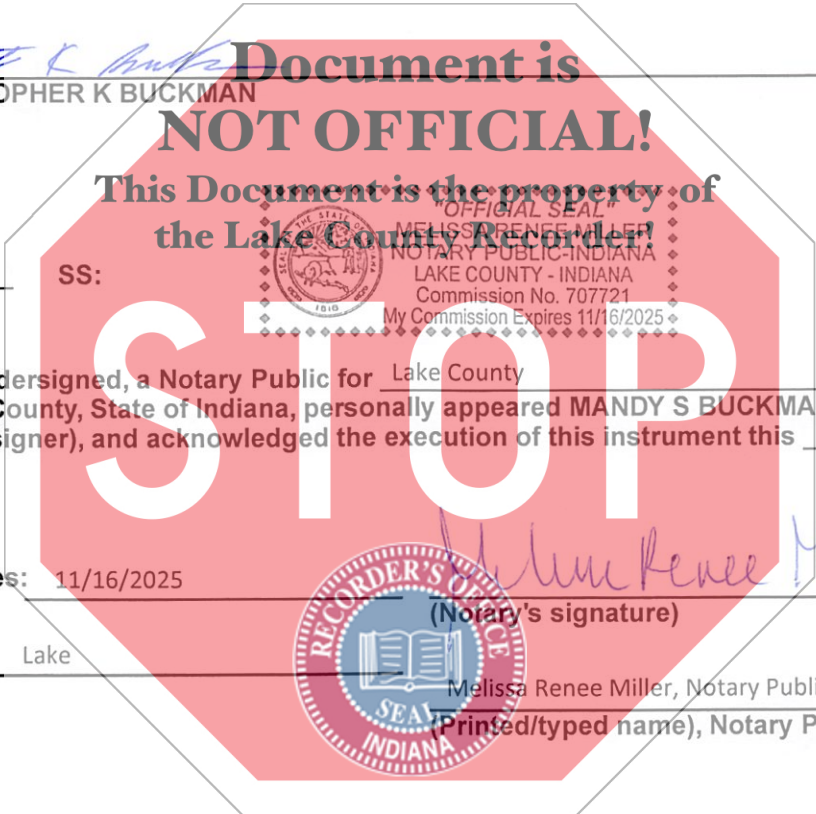 Document is
OPHER K BUCKMAN
NOT OFFICIAL!
This Document is the property of
the Lake County Recorder!
"OFFICIAL SEAL"
MELISSA RENEE MILLER
NOTARY PUBLIC-INDIANA
LAKE COUNTY - INDIANA
Commission No. 707721
My Commission Expires 11/16/2025
SS:
STOP
dersigned, a Notary Public for Lake County
County, State of Indiana, personally appeared MANDY S BUCKMA
igner), and acknowledged the execution of this instrument this
s: 11/16/2025
Renee M
(Notary's signature)
RECORDER'S OFFICE
SEAL
INDIANA
Lake
Melissa Renee Miller, Notary Publi
(Printed/typed name), Notary P